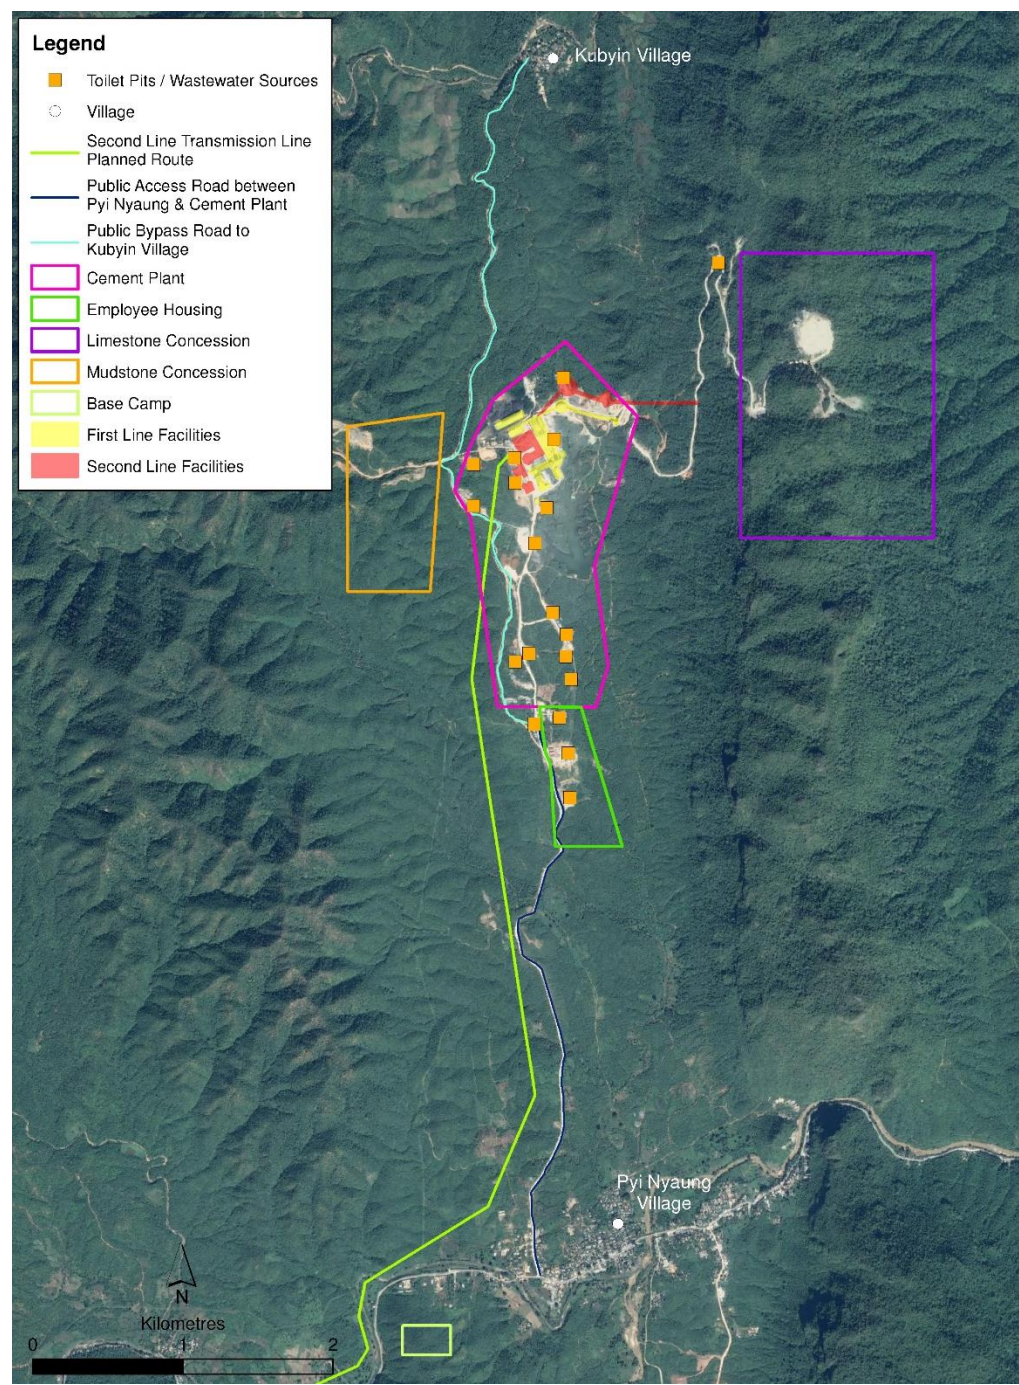 Legend
Toilet Pits / Wastewater Sources
Village
Second Line Transmission Line
Planned Route
Public Access Road between
Pyi Nyaung & Cement Plant
Public Bypass Road to
Kubyin Village
Cement Plant
Employee Housing
Limestone Concession
Mudstone Concession
Base Camp
First Line Facilities
Second Line Facilities
Kubyin Village
Pyi Nyaung
Village
N
Kilometres
0 1 2